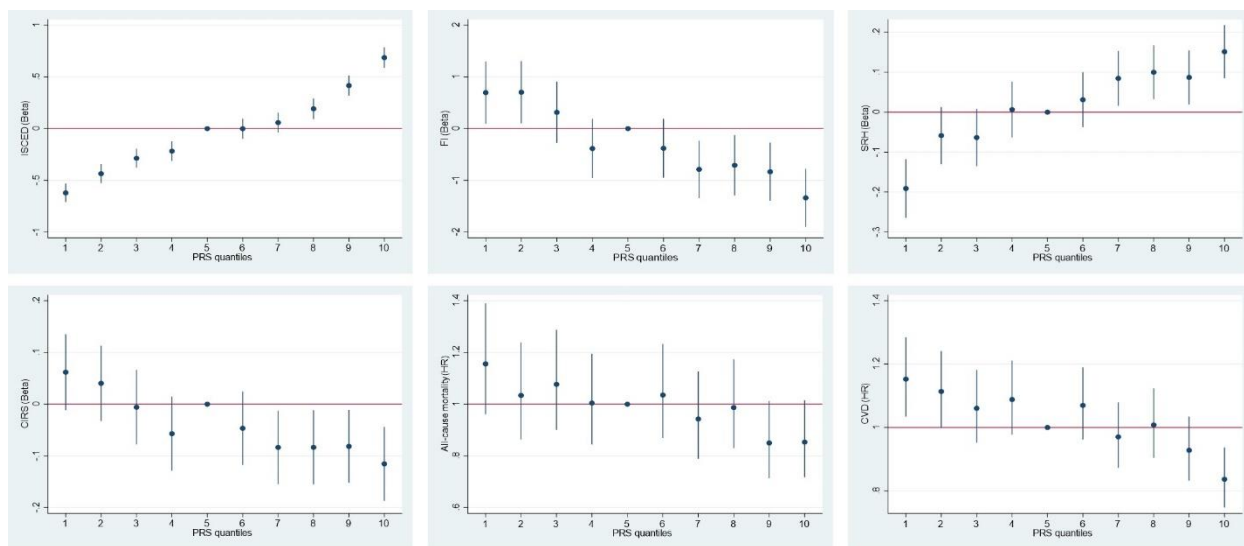 ISCED (Beta)
1
.5
0
-.5
-1
1 2 3 4 5 6 7 8 9 10
PRS quantiles
FI (Beta)
2
1
0
-1
-2
1 2 3 4 5 6 7 8 9 10
PRS quantiles
SRH (Beta)
.2
.1
0
-.1
-.2
-.3
1 2 3 4 5 6 7 8 9 10
PRS quantiles
CIRS (Beta)
.2
.1
0
-.1
-.2
1 2 3 4 5 6 7 8 9 10
PRS quantiles
All-cause mortality (HR)
1.4
1.2
1
.8
.6
1 2 3 4 5 6 7 8 9 10
PRS quantiles
CVD (HR)
1.4
1.2
1
.8
1 2 3 4 5 6 7 8 9 10
PRS quantiles